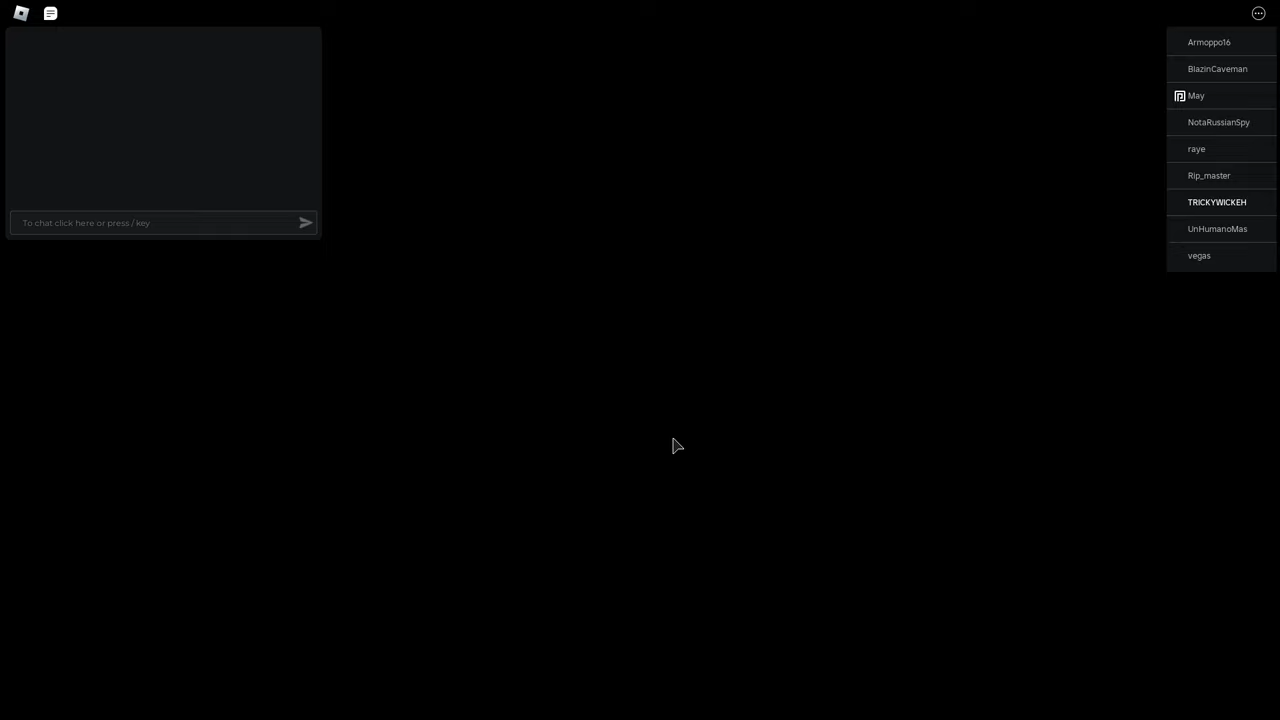 To chat click here or press / key
Armoppo16
BlazinCaveman
May
NotaRussianSpy
raye
Rip_master
TRICKYWICKEH
UnHumanoMas
vegas